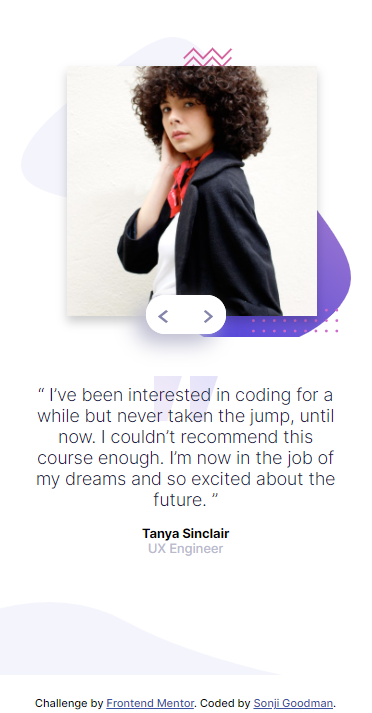 “ I’ve been interested in coding for a
while but never taken the jump, until
now. I couldn’t recommend this
course enough. I’m now in the job of
my dreams and so excited about the
future. ”
Tanya Sinclair
UX Engineer
Challenge by Frontend Mentor. Coded by Sonji Goodman.